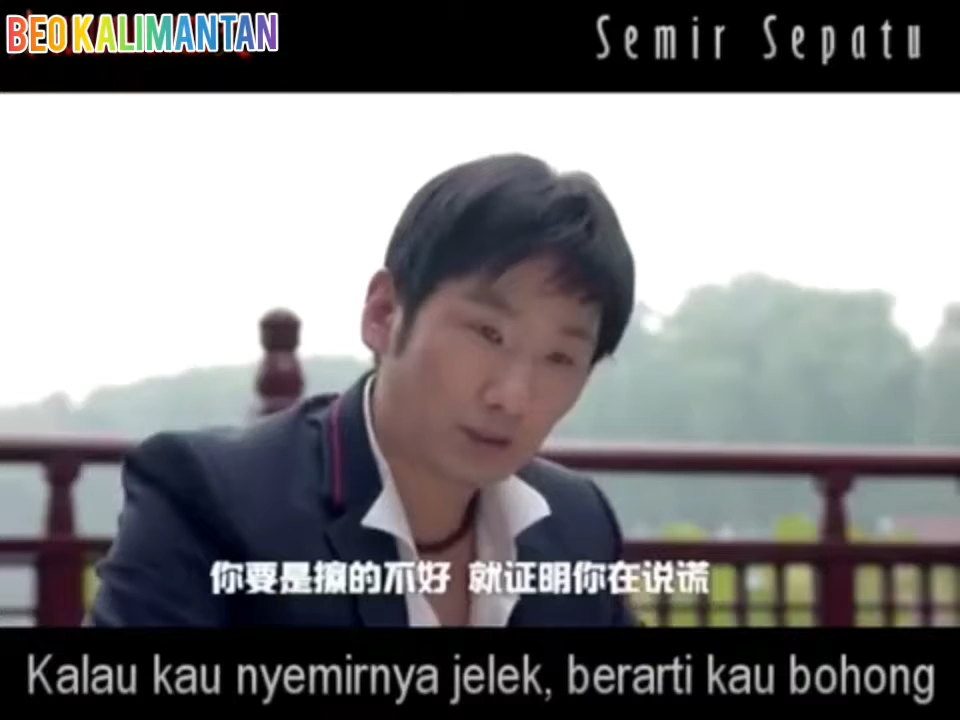 BEO KALIMANTAN
Semir Sepatu
你要是擦的不好 就证明你在说谎
Kalau kau nyemirnya jelek, berarti kau bohong